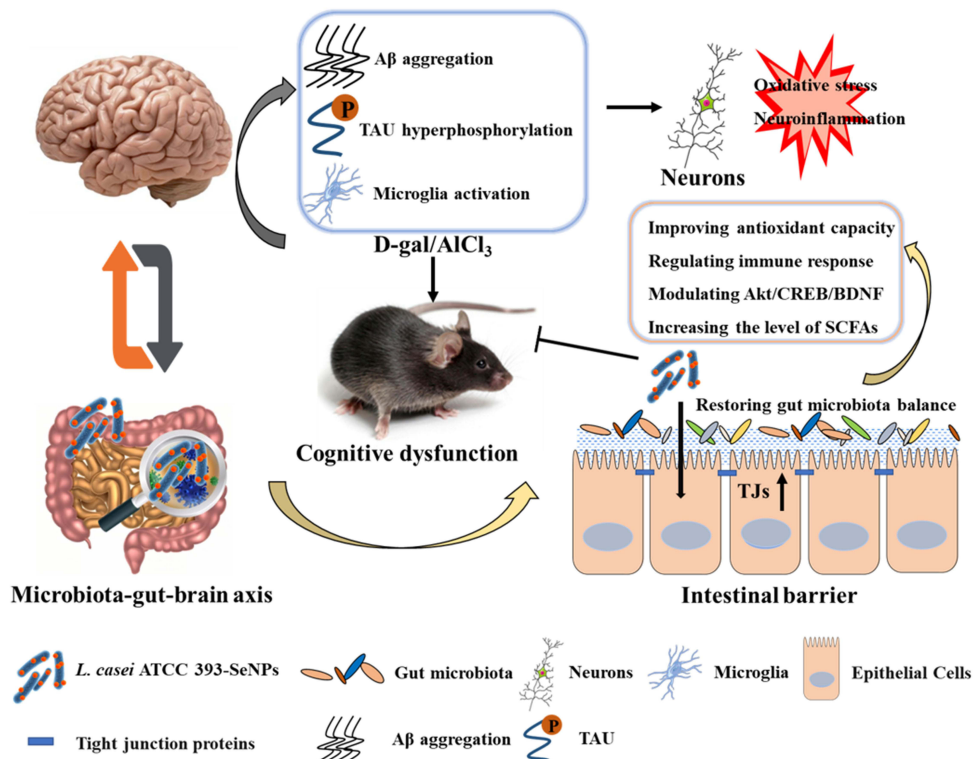 Aβ aggregation
P
TAU hyperphosphorylation
Microglia activation
D-gal/AlCl₃
Neurons
Oxidative stress
Neuroinflammation
Improving antioxidant capacity
Regulating immune response
Modulating Akt/CREB/BDNF
Increasing the level of SCFAs
Cognitive dysfunction
Restoring gut microbiota balance
TJs
Microbiota-gut-brain axis
Intestinal barrier
L. casei ATCC 393-SeNPs
Gut microbiota
Neurons
Microglia
Epithelial Cells
Tight junction proteins
Aβ aggregation
P
TAU